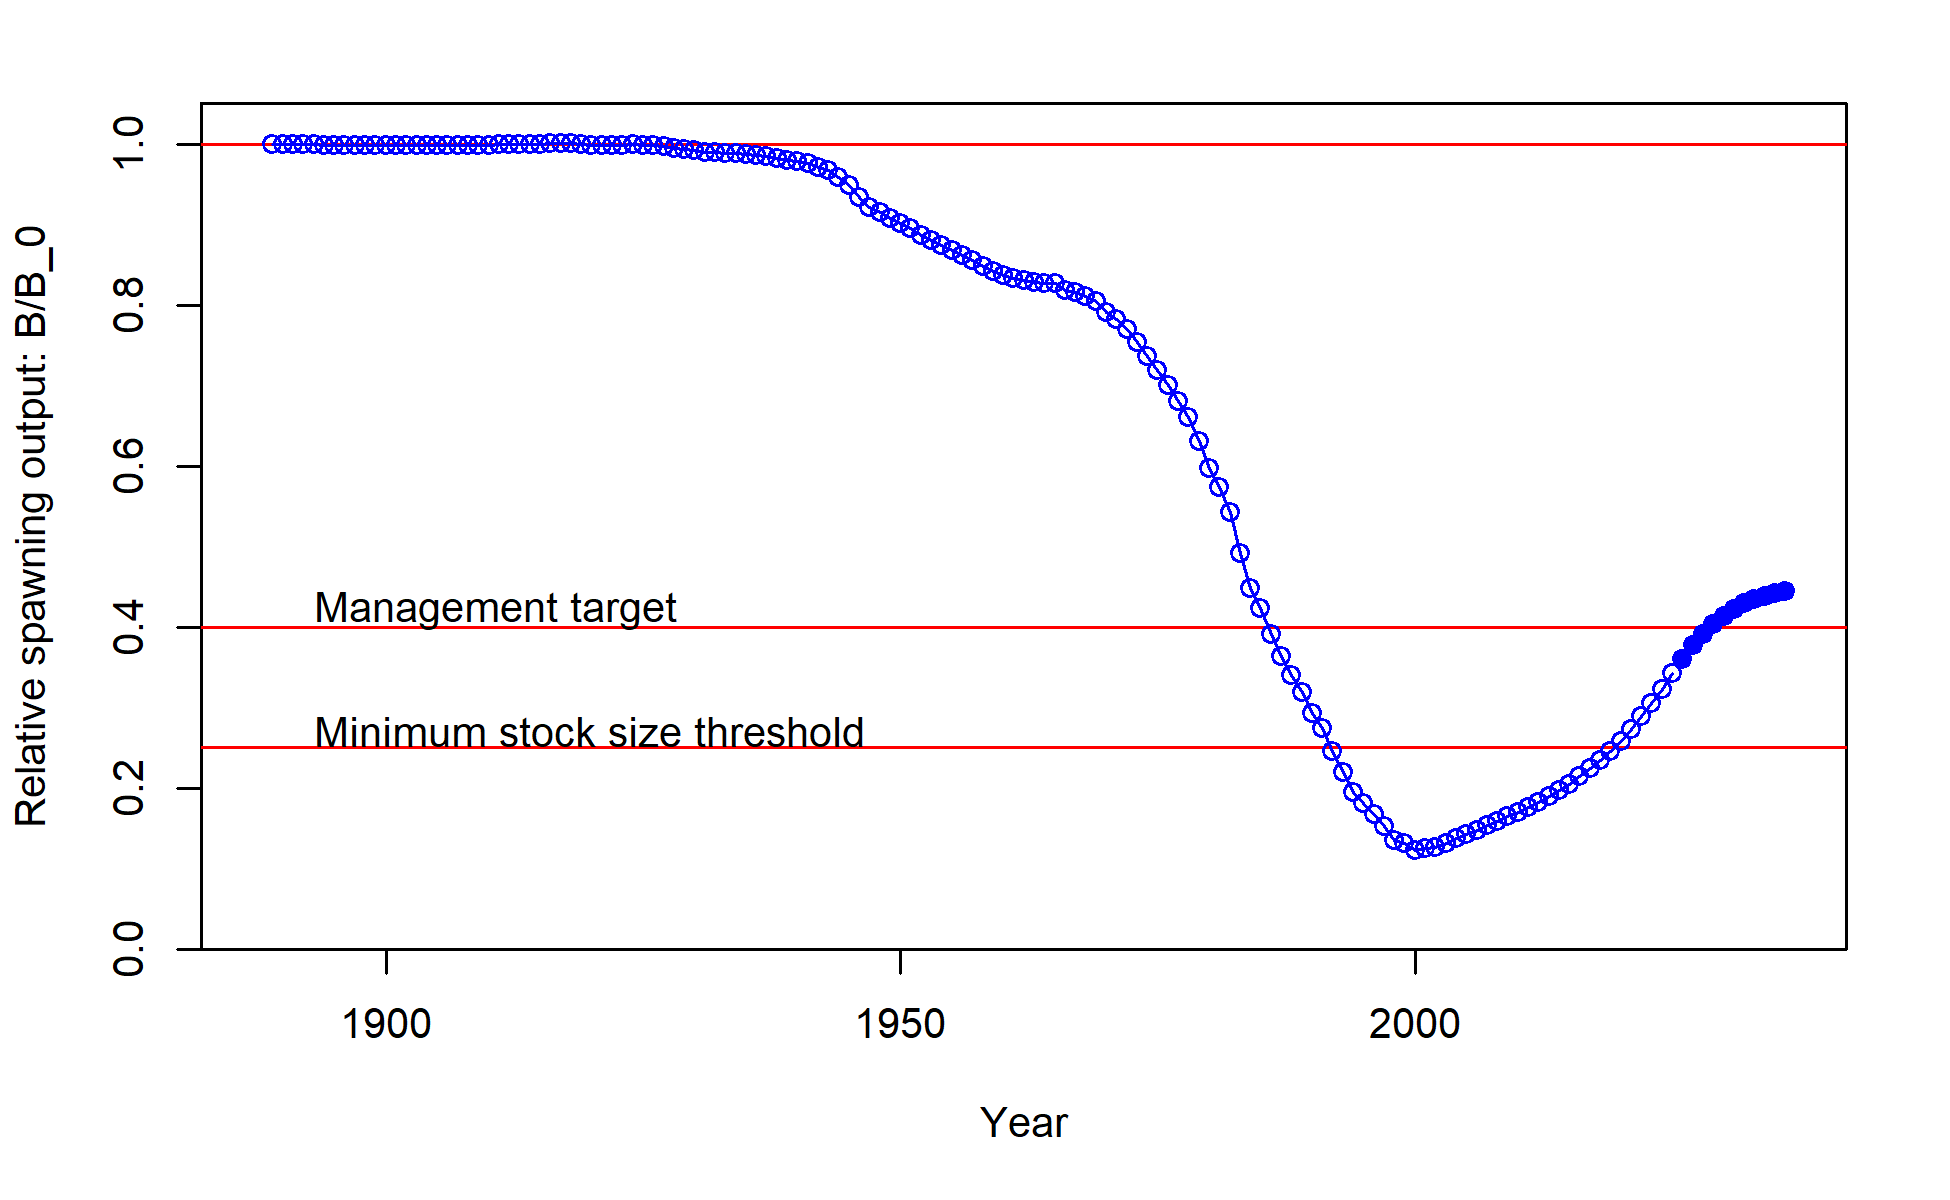 Relative spawning output: B/B_0
1.0
0.8
0.6
0.4
0.2
0.0
Management target
Minimum stock size threshold
1900 1950 2000
Year